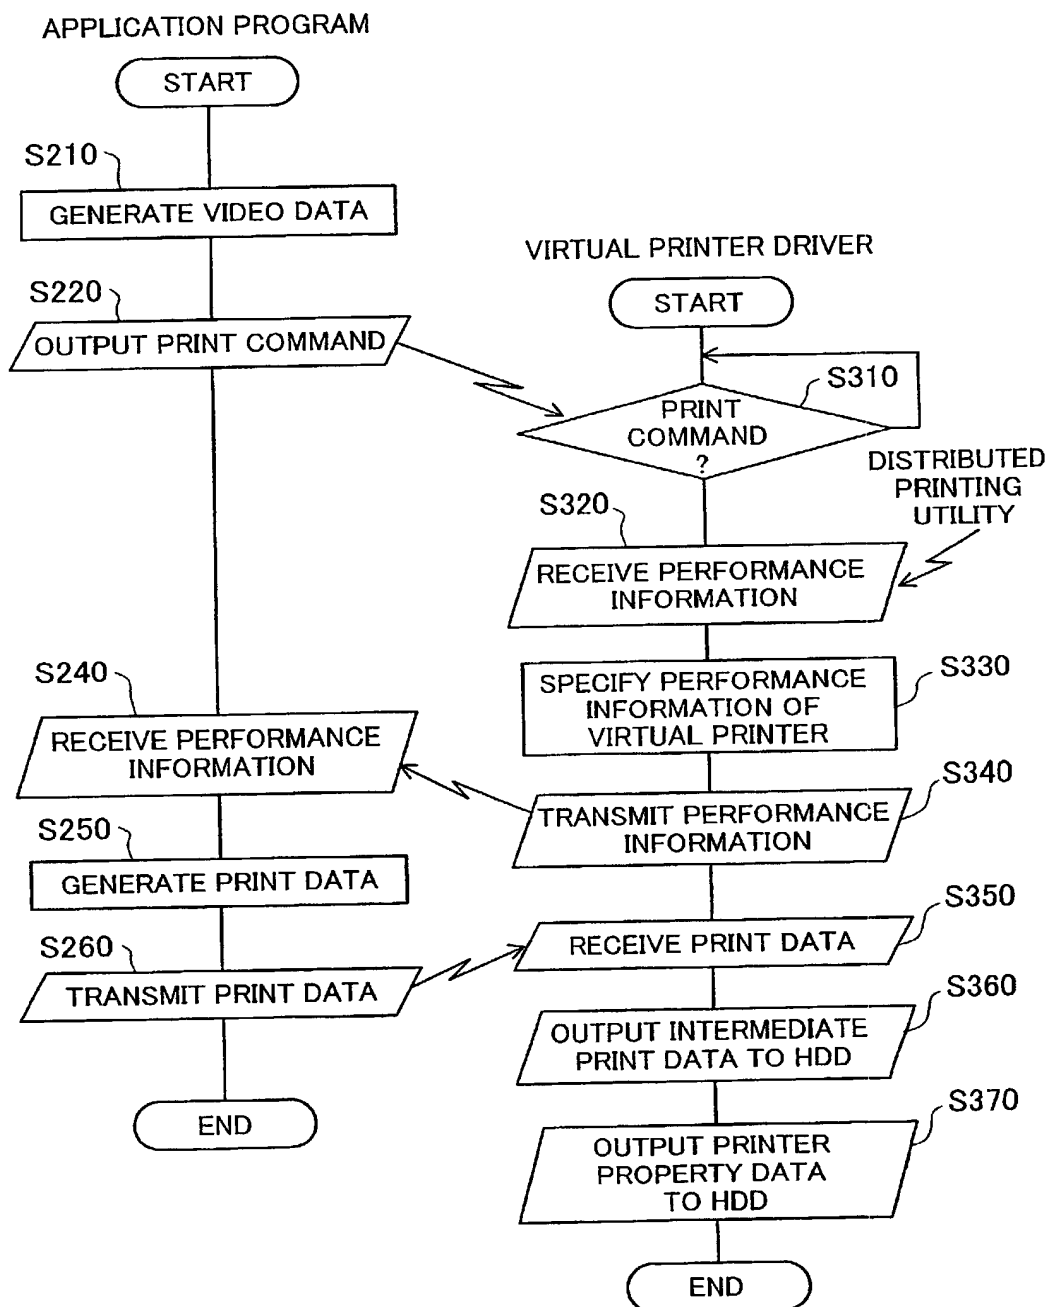 APPLICATION PROGRAM
START
S210
GENERATE VIDEO DATA
S220
OUTPUT PRINT COMMAND
S240
RECEIVE PERFORMANCE
INFORMATION
S250
GENERATE PRINT DATA
S260
TRANSMIT PRINT DATA
END
VIRTUAL PRINTER DRIVER
START
S310
PRINT
COMMAND
?
DISTRIBUTED
PRINTING
UTILITY
S320
RECEIVE PERFORMANCE
INFORMATION
S330
SPECIFY PERFORMANCE
INFORMATION OF
VIRTUAL PRINTER
S340
TRANSMIT PERFORMANCE
INFORMATION
S350
RECEIVE PRINT DATA
S360
OUTPUT INTERMEDIATE
PRINT DATA TO HDD
S370
OUTPUT PRINTER
PROPERTY DATA
TO HDD
END